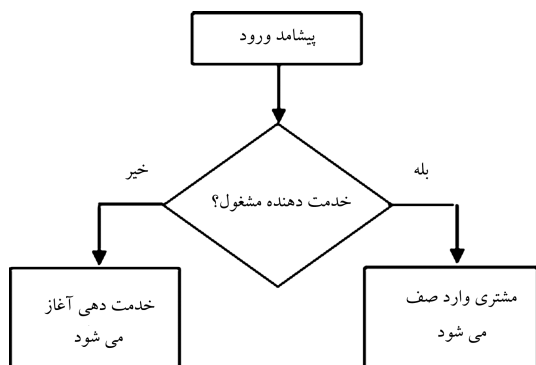 پیشامد ورود
بله
خیر
خدمت دهنده مشغول؟
مشتری وارد صف
می شود
خدمت دهی آغاز
می شود